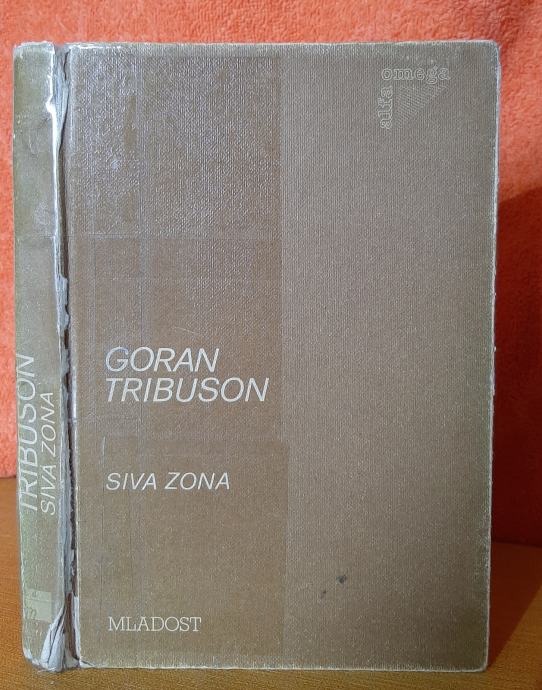 alfa omega
GORAN
TRIBUSON
SIVA ZONA
MLADOST
TRIBUSON
SIVA ZONA